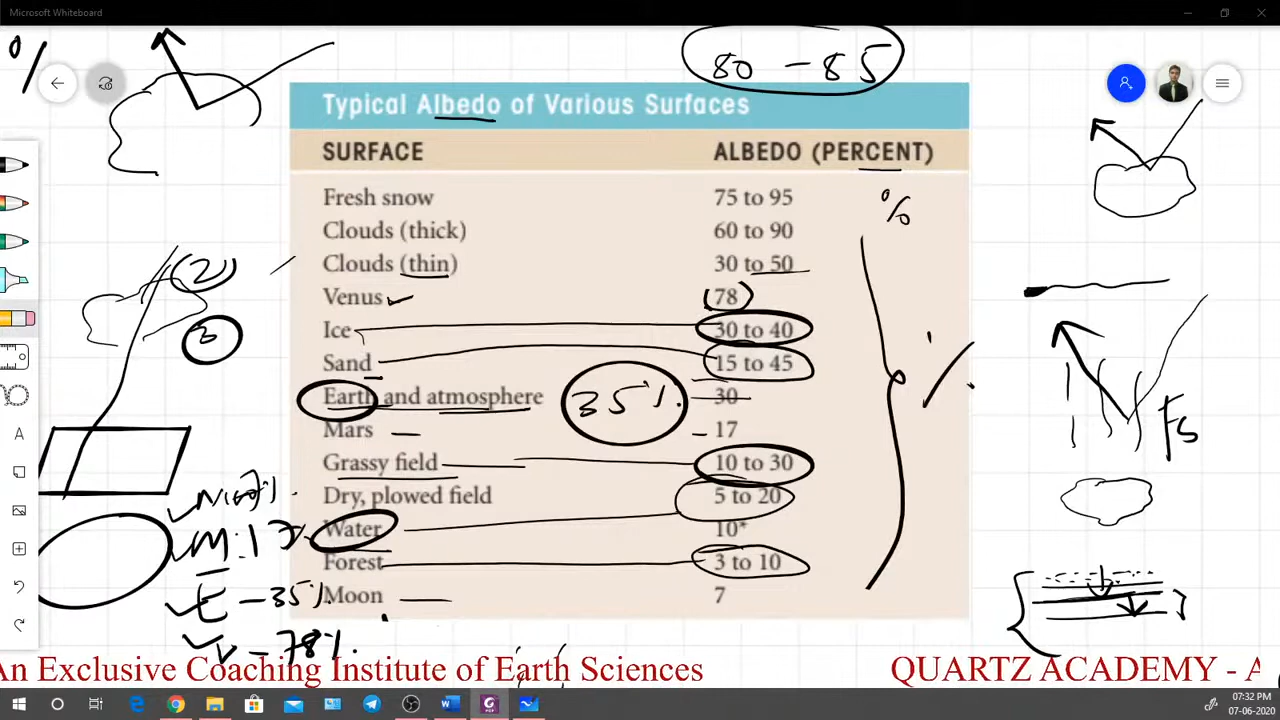 Microsoft Whiteboard
%
80 - 85
Typical Albedo of Various Surfaces
SURFACE ALBEDO (PERCENT)
Fresh snow 75 to 95
%
Clouds (thick) 60 to 90
Clouds (thin) 30 to 50
2
Venus 78
Ice 30 to 40
3
Sand 15 to 45
%
Earth and atmosphere 30
35%
Mars 17
FS
Grassy field 10 to 30
Dry, plowed field 5 to 20
Water 10*
Forest 3 to 10
Moon 7
E - 35%
V - 78%
An Exclusive Coaching Institute of Earth Sciences QUARTZ ACADEMY - A
A
07:32 PM
07-06-2020